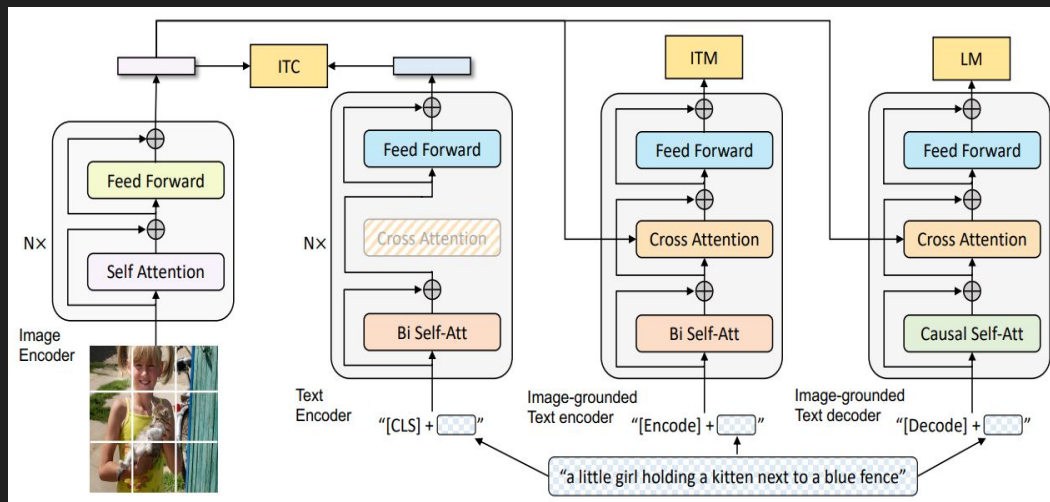 ITC
ITM
LM
Feed Forward
Self Attention
N×
Image
Encoder
Feed Forward
Cross Attention
Bi Self-Att
N×
Text
Encoder
"[CLS] + "
Feed Forward
Cross Attention
Bi Self-Att
Image-grounded
Text encoder
"[Encode] + "
Feed Forward
Cross Attention
Causal Self-Att
Image-grounded
Text decoder
"[Decode] + "
"a little girl holding a kitten next to a blue fence"